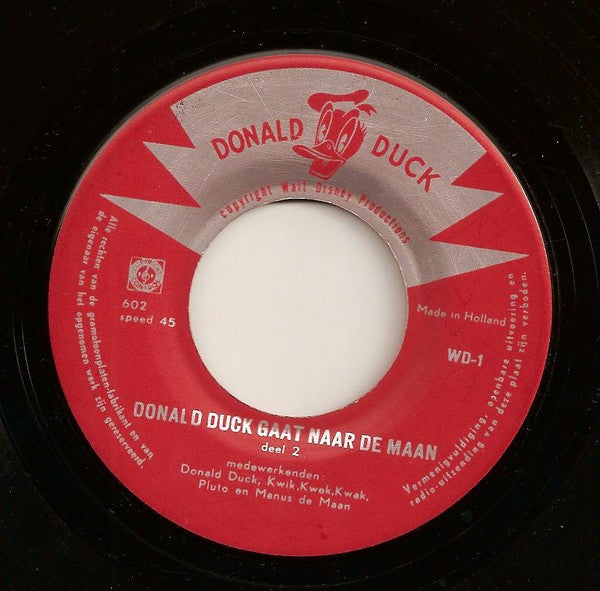 DONALD DUCK
copyright Walt Disney Productions
602
speed 45
Made in Holland
WD-1
DONALD DUCK GAAT NAAR DE MAAN
deel 2
medewerkenden:
Donald Duck, Kwik,Kwek,Kwak,
Pluto en Manus de Maan
Alle rechten van de grammofoonplaten-fabrikant en van
de eigenaar van het opgenomen werk zijn gereserveerd.
Vermenigvuldiging, openbare uitvoering en
radio-uitzending van deze plaat zijn verboden.